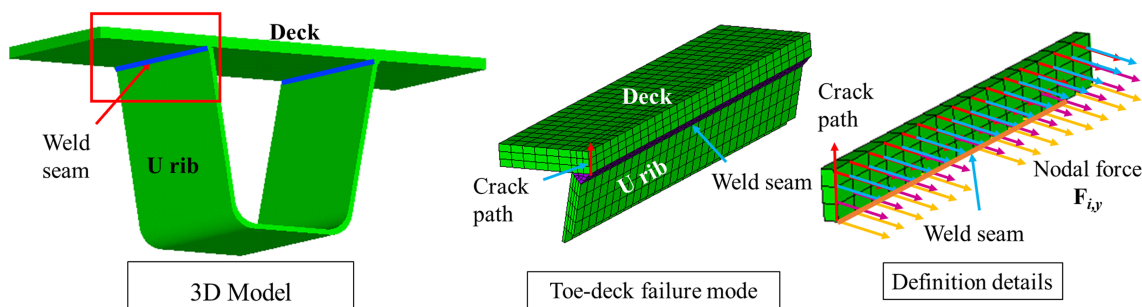 Deck
Weld
seam
U rib
3D Model
Deck
U rib
Crack
path
Weld seam
Toe-deck failure mode
Crack
path
Nodal force
F_{i,y}
Weld seam
Definition details